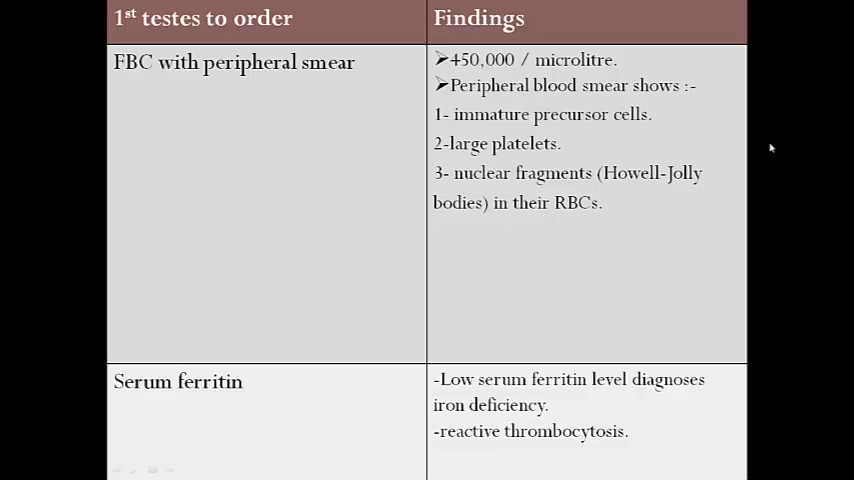 1st testes to order
Findings
FBC with peripheral smear
➢450,000 / microlitre.
➢Peripheral blood smear shows :-
1- immature precursor cells.
2-large platelets.
3- nuclear fragments (Howell-Jolly
bodies) in their RBCs.
Serum ferritin
-Low serum ferritin level diagnoses
iron deficiency.
-reactive thrombocytosis.